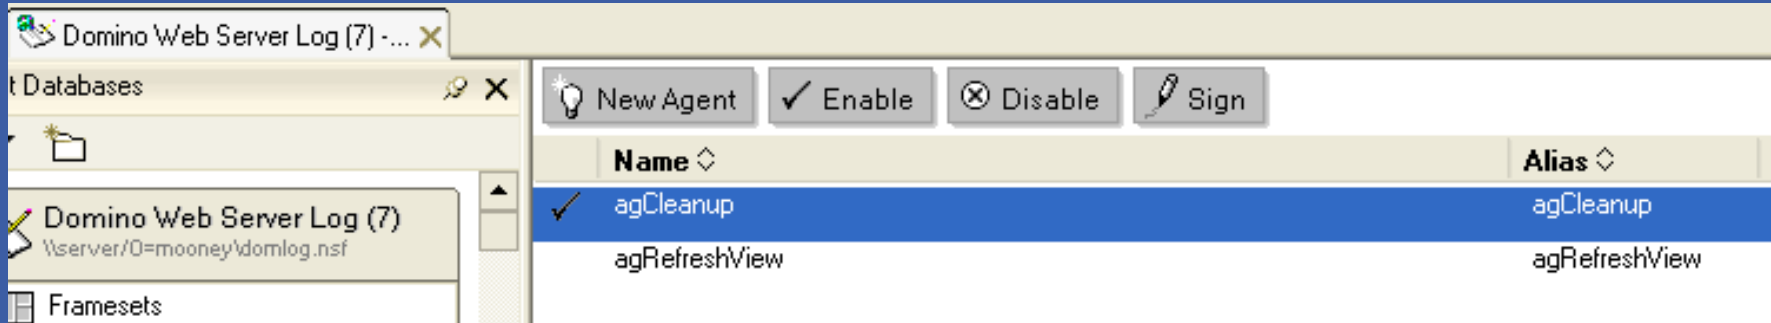 Domino Web Server Log (7) -...
t Databases
New Agent Enable Disable Sign
Name Alias
Domino Web Server Log (7)
\\server/O=mooney\domlog.nsf
agCleanup agCleanup
agRefreshView agRefreshView
Framesets